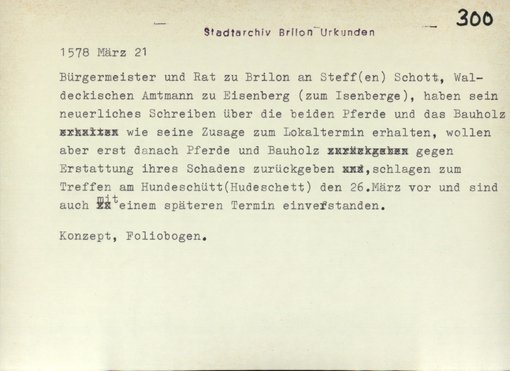 300
Stadtarchiv Brilon Urkunden
1578 März 21
Bürgermeister und Rat zu Brilon an Steff(en) Schott, Wal-
deckischen Amtmann zu Eisenberg (zum Isenberge), haben sein
neuerliches Schreiben über die beiden Pferde und das Bauholz
erhalten wie seine Zusage zum Lokaltermin erhalten, wollen
aber erst danach Pferde und Bauholz zurückgeben gegen
Erstattung ihres Schadens zurückgeben und, schlagen zum
Treffen am Hundeschütt(Hudeschett) den 26.März vor und sind
auch mit einem späteren Termin einverstanden.
Konzept, Foliobogen.